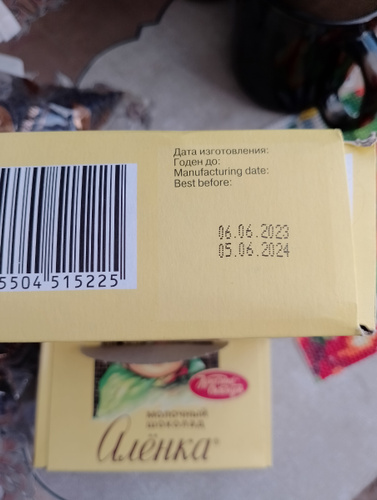 Дата изготовления:
Годен до:
Manufacturing date:
Best before:
06.06.2023
05.06.2024
5504 515225
МОЛОЧНЫЙ
ШОКОЛАД
Алёнка®